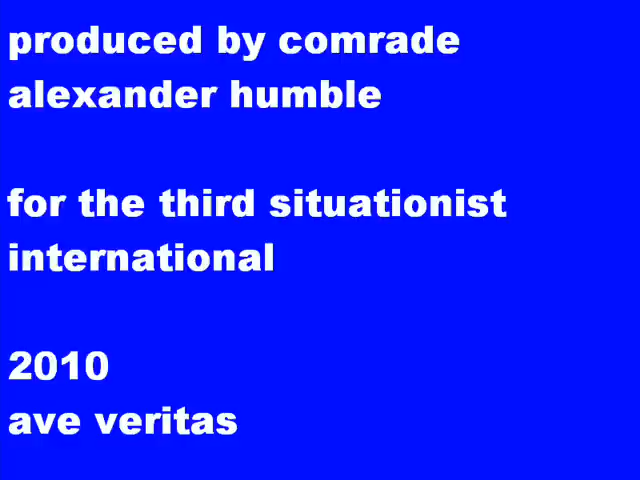 produced by comrade
alexander humble
for the third situationist
international
2010
ave veritas